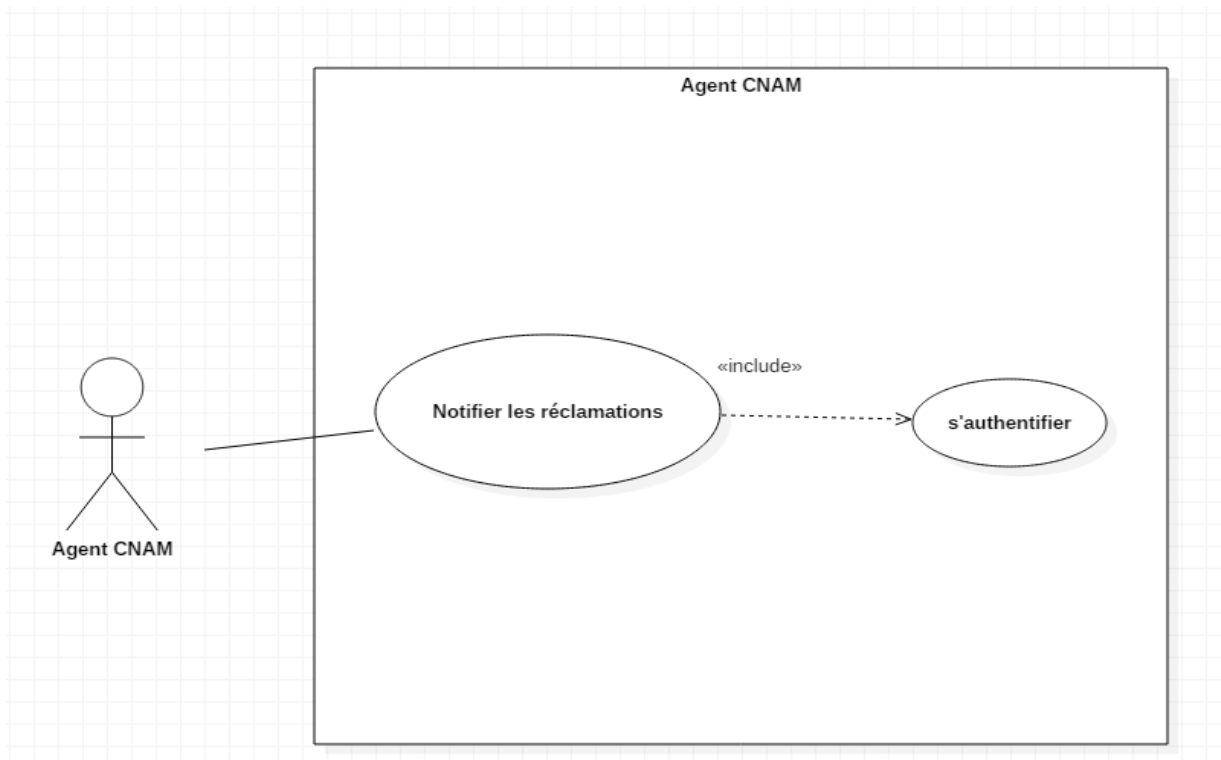 Agent CNAM
«include»
Notifier les réclamations
s'authentifier
Agent CNAM